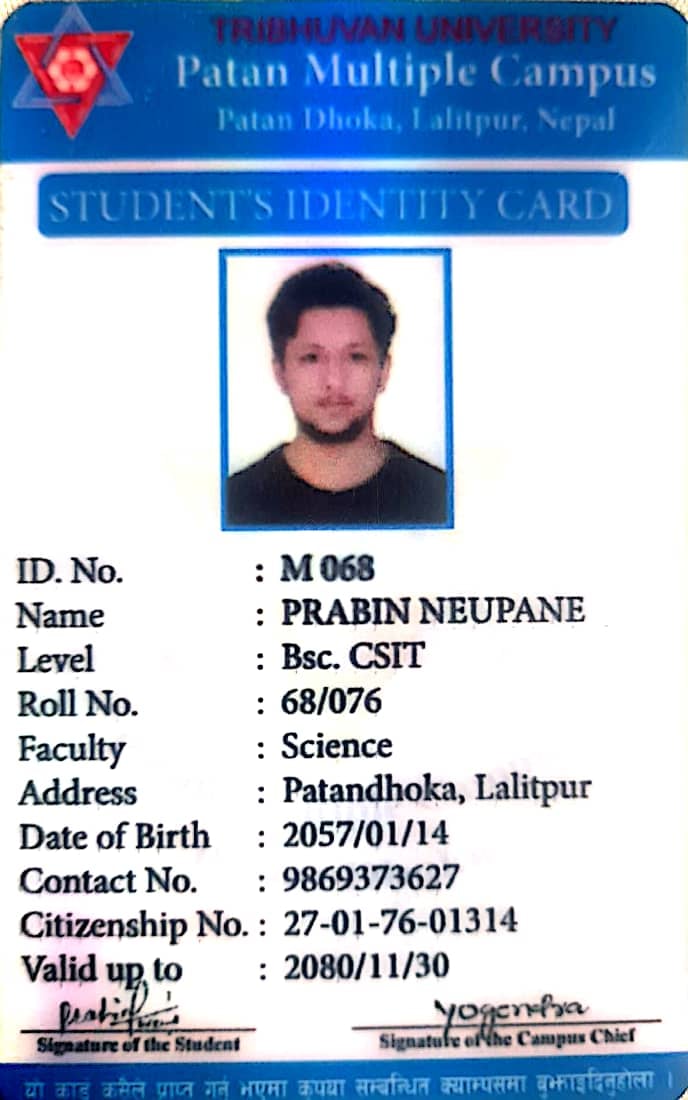 TRIBHUVAN UNIVERSITY
Patan Multiple Campus
Patan Dhoka, Lalitpur, Nepal
STUDENT'S IDENTITY CARD
ID. No. : M 068
Name : PRABIN NEUPANE
Level : Bsc. CSIT
Roll No. : 68/076
Faculty : Science
Address : Patandhoka, Lalitpur
Date of Birth : 2057/01/14
Contact No. : 9869373627
Citizenship No. : 27-01-76-01314
Valid up to : 2080/11/30
Yogendra
Signature of the Student Signature of the Campus Chief
यो कार्ड कसैले प्राप्त गर्नु भएमा कृपया सम्बन्धित क्याम्पसमा बुझाइदिनुहोला ।